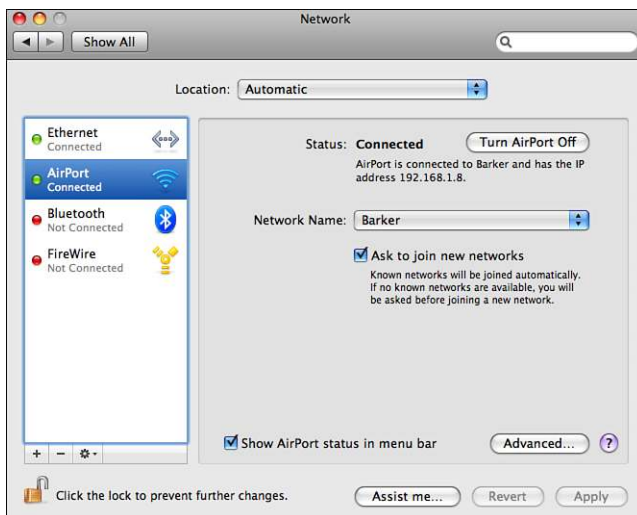 Network
Show All
Location: Automatic
Ethernet
Connected
AirPort
Connected
Bluetooth
Not Connected
FireWire
Not Connected
Status: Connected
Turn AirPort Off
AirPort is connected to Barker and has the IP
address 192.168.1.8.
Network Name: Barker
Ask to join new networks
Known networks will be joined automatically.
If no known networks are available, you will
be asked before joining a new network.
Show AirPort status in menu bar
Advanced...
?
Click the lock to prevent further changes.
Assist me...
Revert
Apply